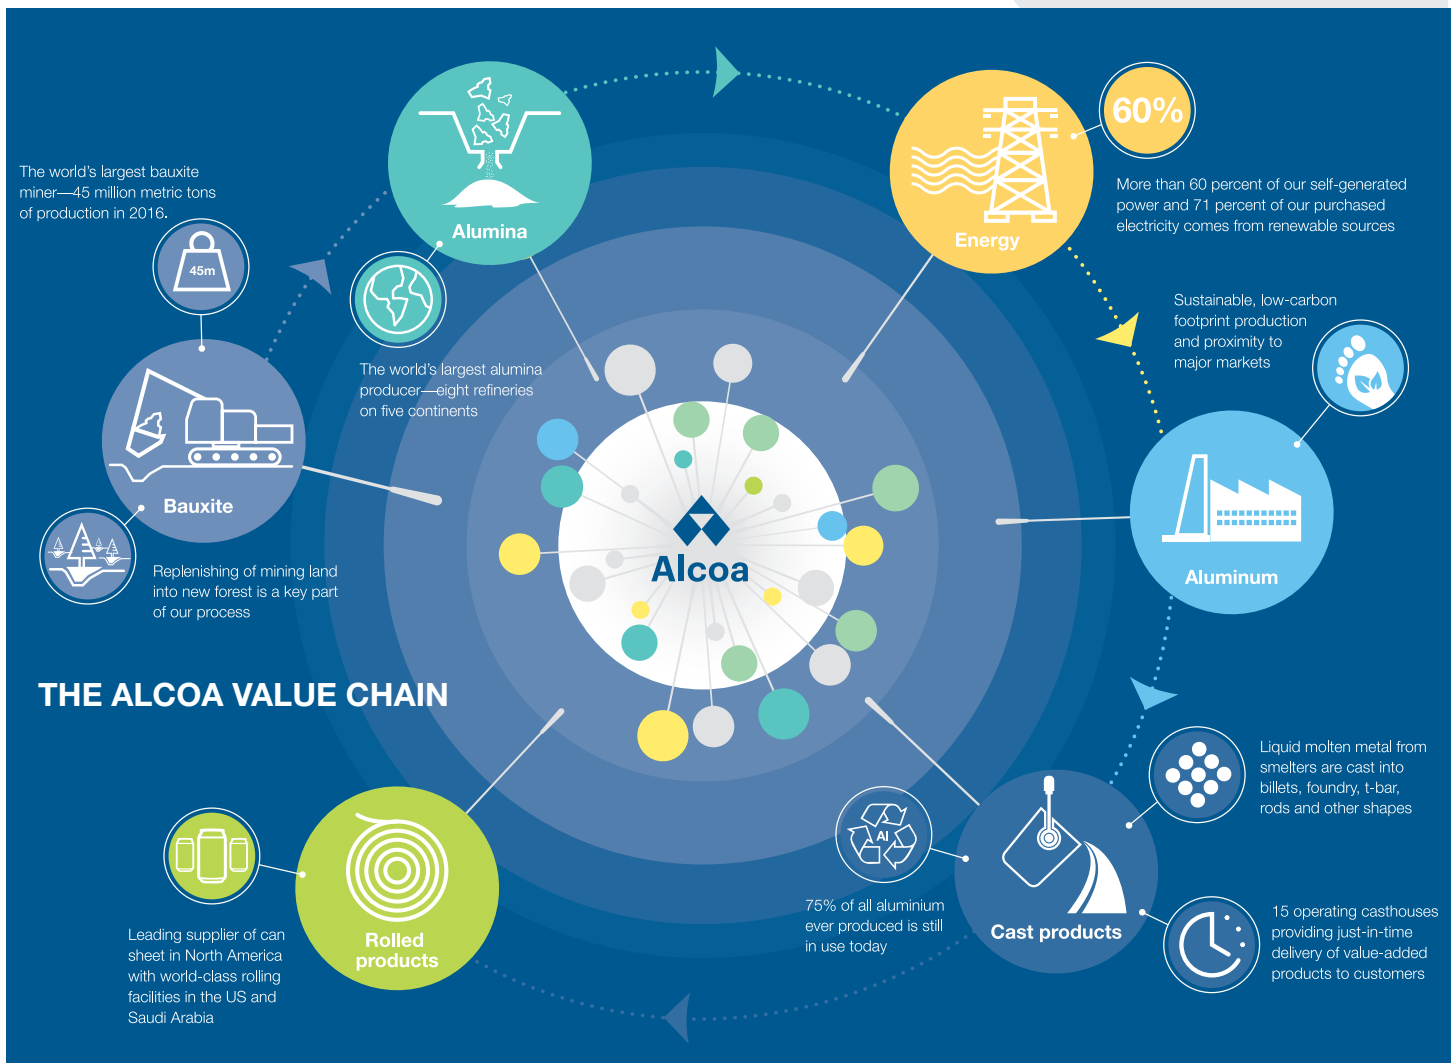 The world's largest bauxite
miner—45 million metric tons
of production in 2016.
45m
Bauxite
Replenishing of mining land
into new forest is a key part
of our process
Alumina
The world's largest alumina
producer—eight refineries
on five continents
Energy
60%
More than 60 percent of our self-generated
power and 71 percent of our purchased
electricity comes from renewable sources
Sustainable, low-carbon
footprint production
and proximity to
major markets
Aluminum
Alcoa
THE ALCOA VALUE CHAIN
Liquid molten metal from
smelters are cast into
billets, foundry, t-bar,
rods and other shapes
Al
75% of all aluminium
ever produced is still
in use today
Cast products
15 operating casthouses
providing just-in-time
delivery of value-added
products to customers
Rolled
products
Leading supplier of can
sheet in North America
with world-class rolling
facilities in the US and
Saudi Arabia